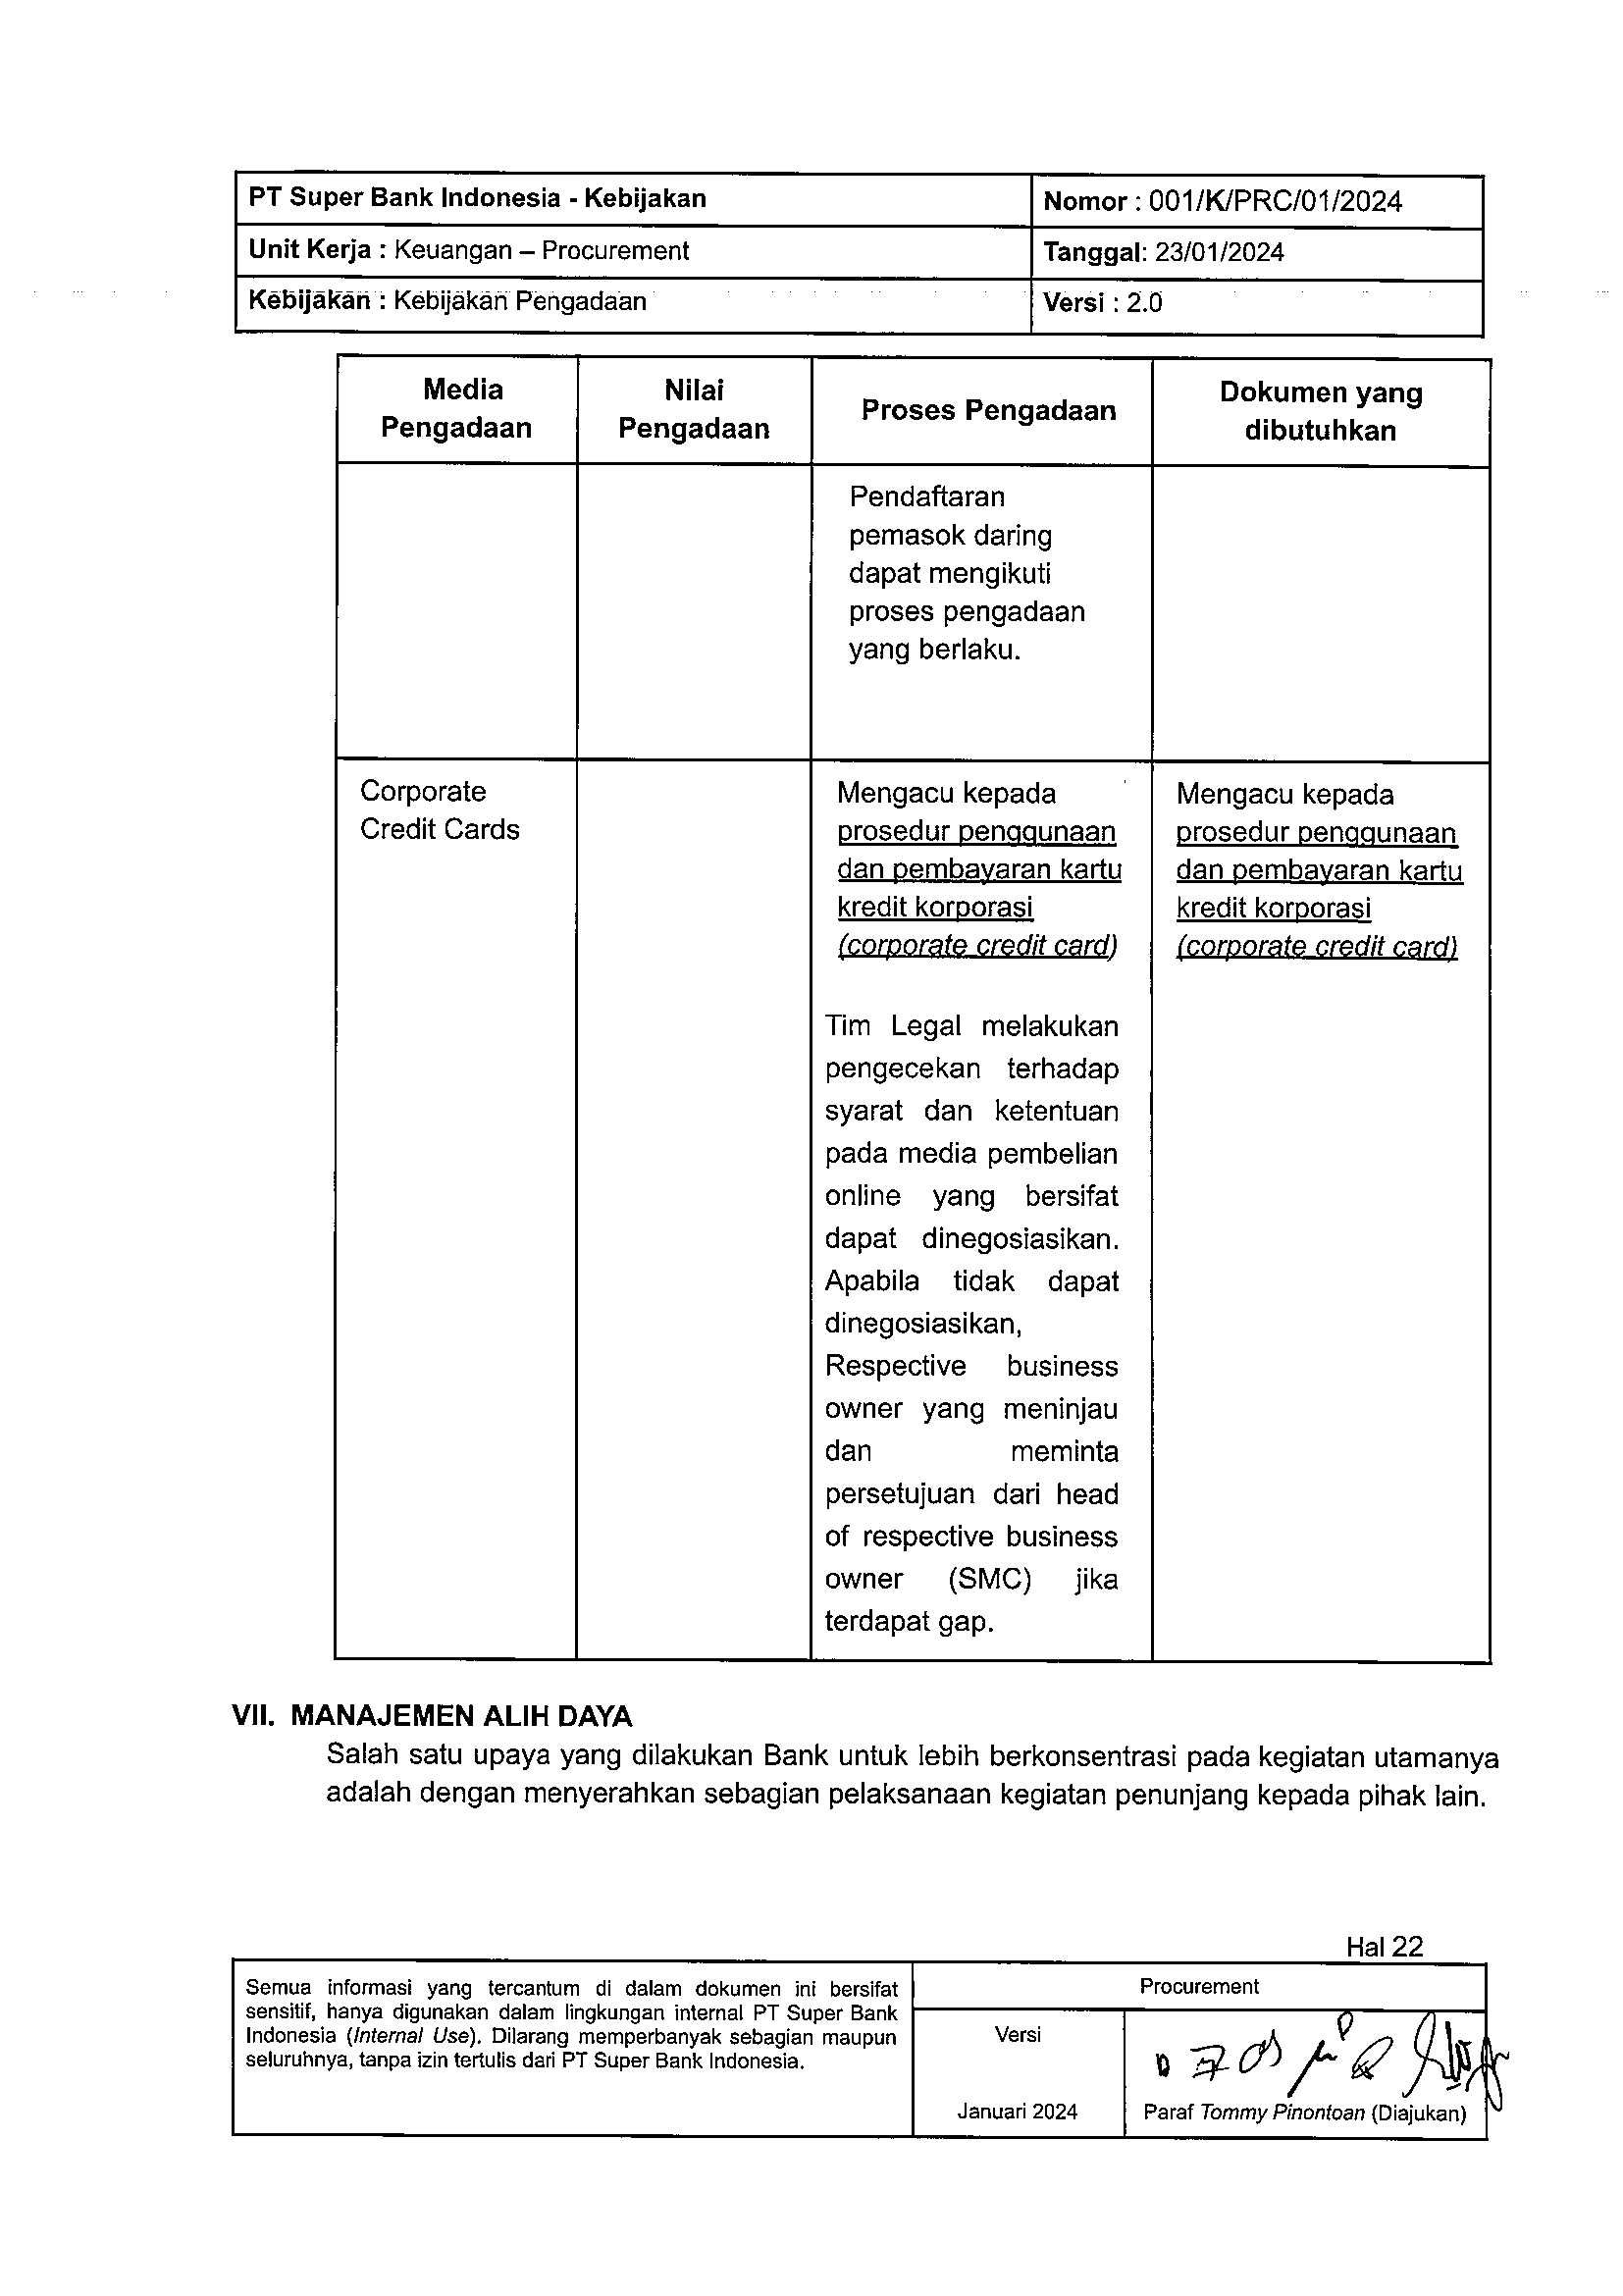 PT Super Bank Indonesia - Kebijakan
Nomor : 001/K/PRC/01/2024
Unit Kerja : Keuangan – Procurement
Tanggal: 23/01/2024
Kebijakan : Kebijakan Pengadaan
Versi : 2.0
Media
Pengadaan
Nilai
Pengadaan
Proses Pengadaan
Dokumen yang
dibutuhkan
Pendaftaran
pemasok daring
dapat mengikuti
proses pengadaan
yang berlaku.
Corporate
Credit Cards
Mengacu kepada
prosedur penggunaan
dan pembayaran kartu
kredit korporasi
(corporate credit card)
Tim Legal melakukan
pengecekan terhadap
syarat dan ketentuan
pada media pembelian
online yang bersifat
dapat dinegosiasikan.
Apabila tidak dapat
dinegosiasikan,
Respective business
owner yang meninjau
dan meminta
persetujuan dari head
of respective business
owner (SMC) jika
terdapat gap.
Mengacu kepada
prosedur penggunaan
dan pembayaran kartu
kredit korporasi
(corporate credit card)
VII. MANAJEMEN ALIH DAYA
Salah satu upaya yang dilakukan Bank untuk lebih berkonsentrasi pada kegiatan utamanya
adalah dengan menyerahkan sebagian pelaksanaan kegiatan penunjang kepada pihak lain.
Hal 22
Semua informasi yang tercantum di dalam dokumen ini bersifat
sensitif, hanya digunakan dalam lingkungan internal PT Super Bank
Indonesia (Internal Use). Dilarang memperbanyak sebagian maupun
seluruhnya, tanpa izin tertulis dari PT Super Bank Indonesia.
Procurement
Versi
Januari 2024
Paraf Tommy Pinontoan (Diajukan)